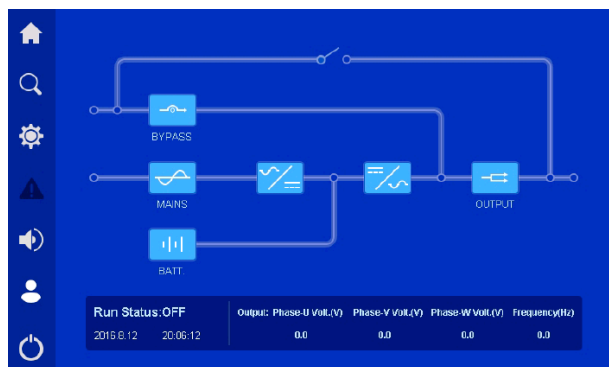 BYPASS
MAINS
OUTPUT
BATT.
Run Status:OFF
2016.8.12 20:06:12
Output: Phase-U Volt.(V) Phase-V Volt.(V) Phase-W Volt.(V) Frequency(Hz)
0.0 0.0 0.0 0.0